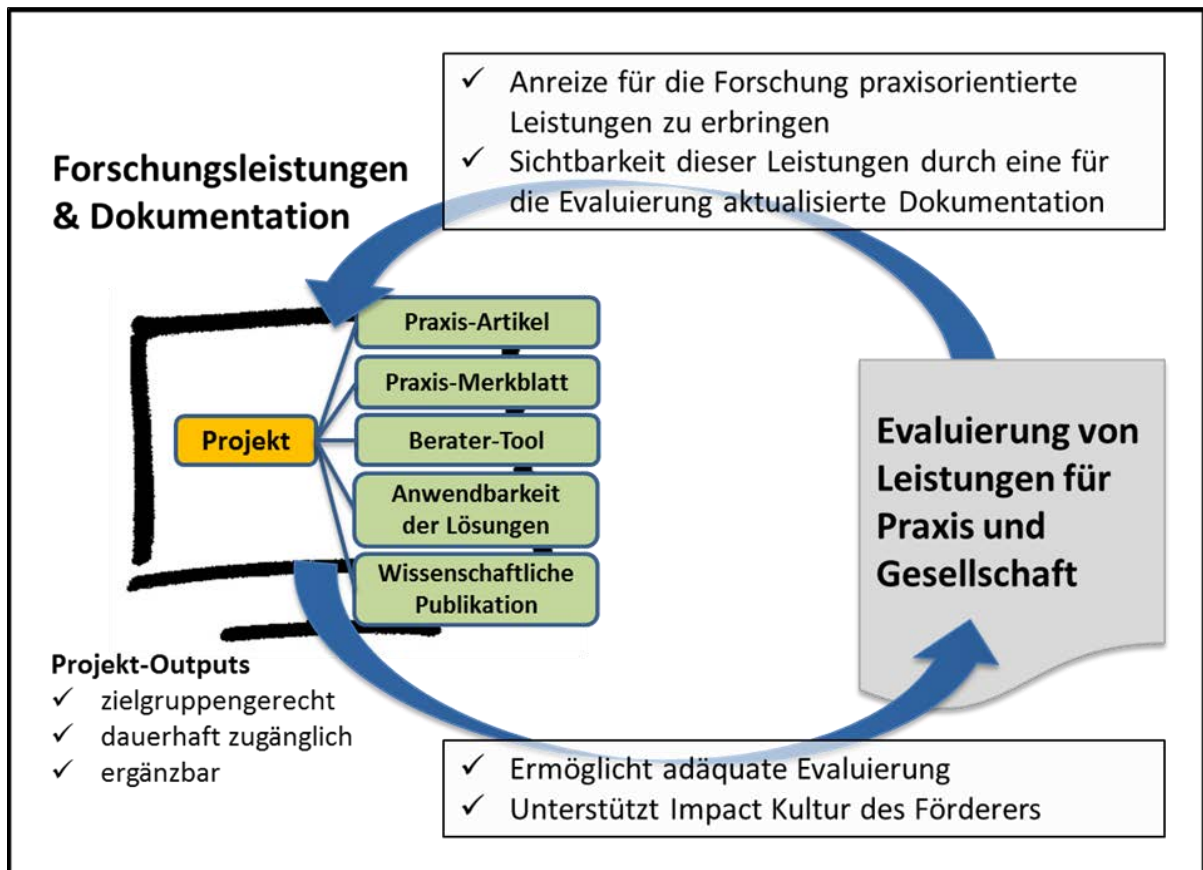 ✓ Anreize für die Forschung praxisorientierte
Leistungen zu erbringen
✓ Sichtbarkeit dieser Leistungen durch eine für
die Evaluierung aktualisierte Dokumentation
Forschungsleistungen
& Dokumentation
Projekt
Praxis-Artikel
Praxis-Merkblatt
Berater-Tool
Anwendbarkeit
der Lösungen
Wissenschaftliche
Publikation
Evaluierung von
Leistungen für
Praxis und
Gesellschaft
Projekt-Outputs
✓ zielgruppengerecht
✓ dauerhaft zugänglich
✓ ergänzbar
✓ Ermöglicht adäquate Evaluierung
✓ Unterstützt Impact Kultur des Förderers